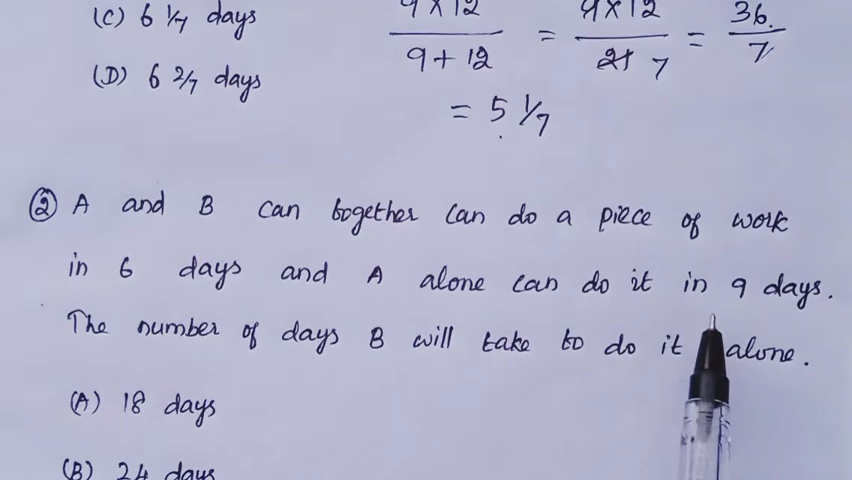 (C) 6 1/7 days
(D) 6 2/7 days
9 x 12 / 9 + 12 = 9 x 12 / 21 7 = 36 / 7
= 5 1/7
② A and B can together can do a piece of work
in 6 days and A alone can do it in 9 days.
The number of days B will take to do it alone.
(A) 18 days
(B) 24 days